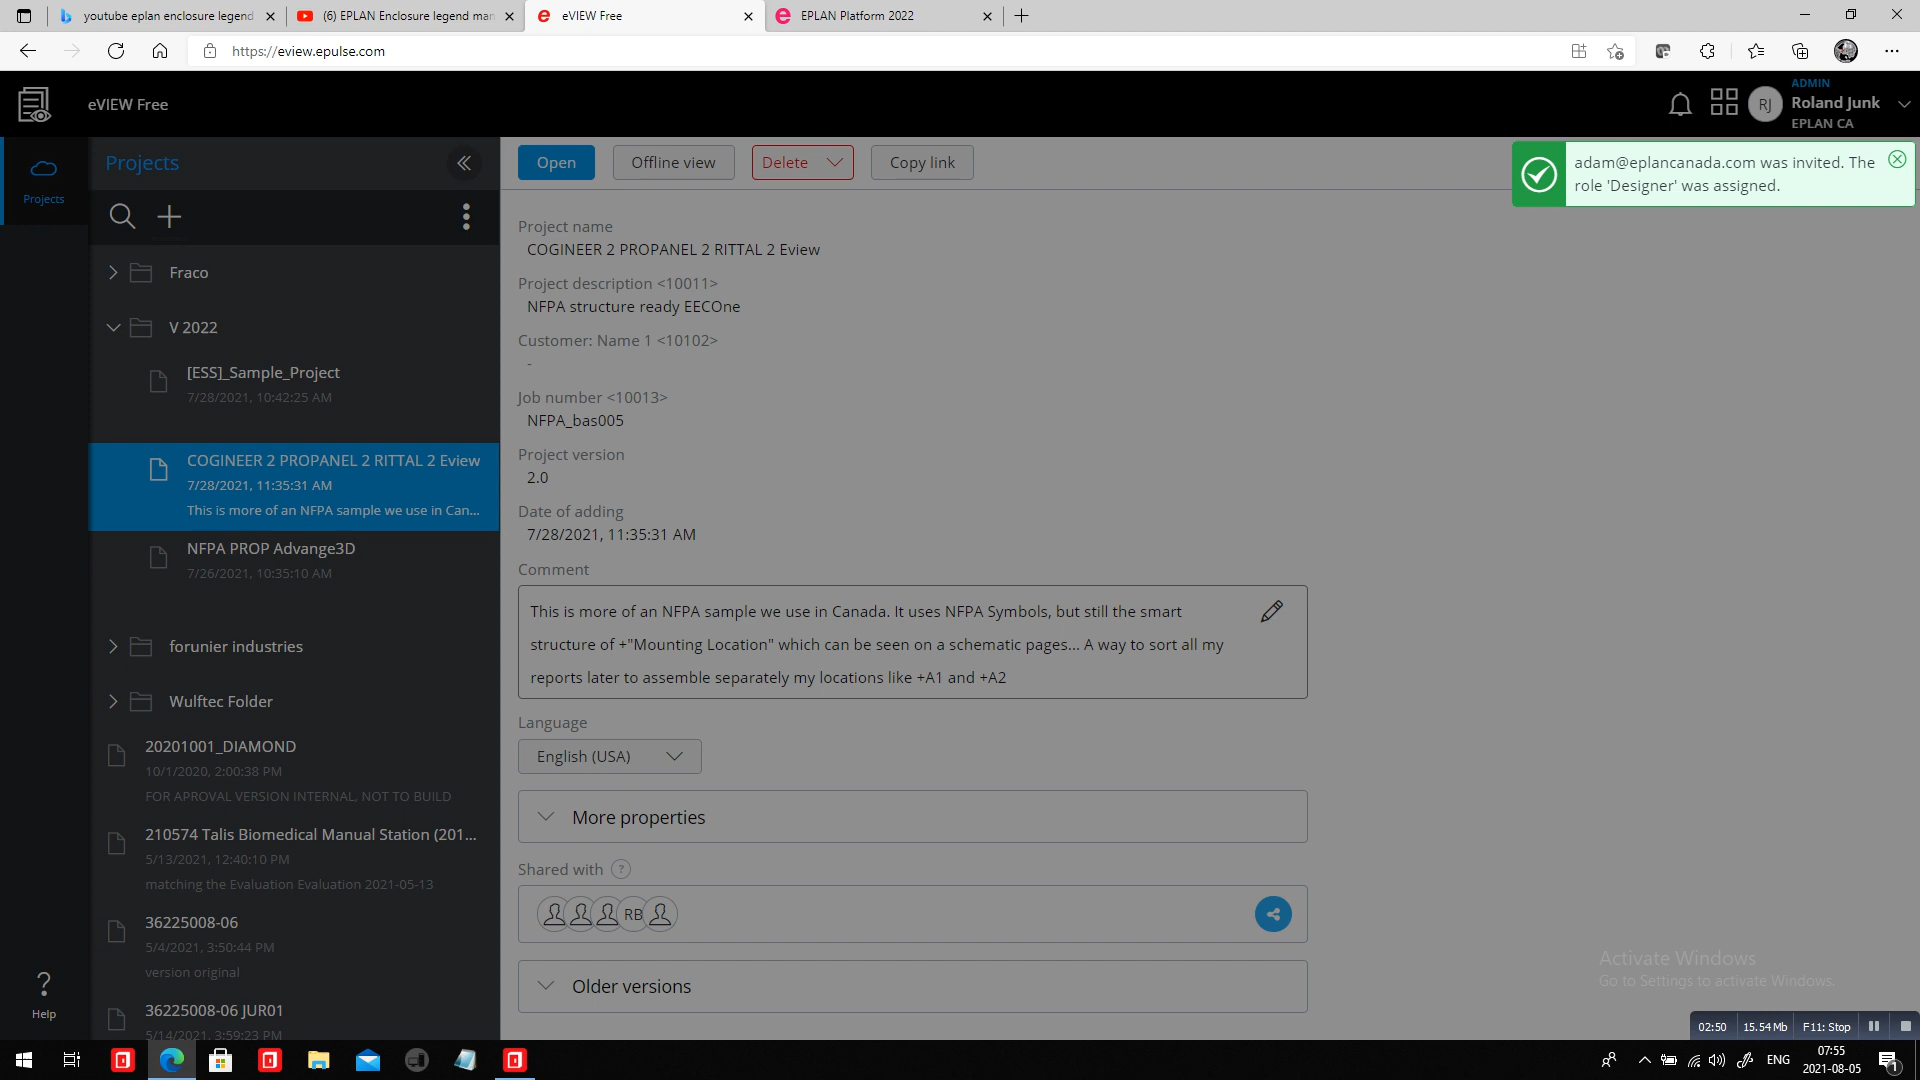 youtube eplan enclosure legend
(6) EPLAN Enclosure legend man
eVIEW Free
EPLAN Platform 2022
https://eview.epulse.com
eVIEW Free
ADMIN
RJ
Roland Junk
EPLAN CA
Projects
Projects
Open
Offline view
Delete
Copy link
adam@eplancanada.com was invited. The
role 'Designer' was assigned.
Fraco
V 2022
[ESS]_Sample_Project
7/28/2021, 10:42:25 AM
COGINEER 2 PROPANEL 2 RITTAL 2 Eview
7/28/2021, 11:35:31 AM
This is more of an NFPA sample we use in Can...
NFPA PROP Advange3D
7/26/2021, 10:35:10 AM
forunier industries
Wulftec Folder
20201001_DIAMOND
10/1/2020, 2:00:38 PM
FOR APROVAL VERSION INTERNAL, NOT TO BUILD
210574 Talis Biomedical Manual Station (201...
5/13/2021, 12:40:10 PM
matching the Evaluation Evaluation 2021-05-13
36225008-06
5/4/2021, 3:50:44 PM
version original
36225008-06 JUR01
5/14/2021, 3:59:23 PM
Help
Project name
COGINEER 2 PROPANEL 2 RITTAL 2 Eview
Project description <10011>
NFPA structure ready EECOne
Customer: Name 1 <10102>
-
Job number <10013>
NFPA_bas005
Project version
2.0
Date of adding
7/28/2021, 11:35:31 AM
Comment
This is more of an NFPA sample we use in Canada. It uses NFPA Symbols, but still the smart
structure of +"Mounting Location" which can be seen on a schematic pages... A way to sort all my
reports later to assemble separately my locations like +A1 and +A2
Language
English (USA)
More properties
Shared with ?
RB
Older versions
Activate Windows
Go to Settings to activate Windows.
02:50
15.54 Mb
F11: Stop
ENG
07:55
2021-08-05
1